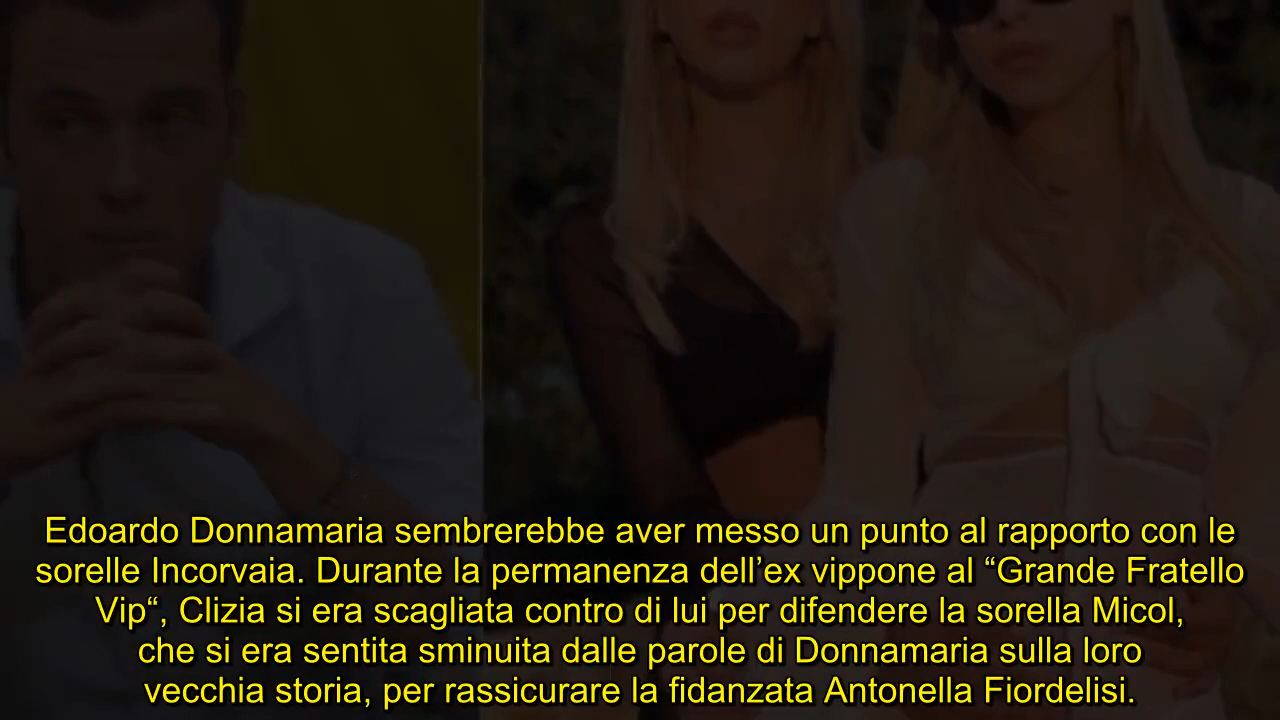 Edoardo Donnamaria sembrerebbe aver messo un punto al rapporto con le
sorelle Incorvaia. Durante la permanenza dell’ex vippone al “Grande Fratello
Vip“, Clizia si era scagliata contro di lui per difendere la sorella Micol,
che si era sentita sminuita dalle parole di Donnamaria sulla loro
vecchia storia, per rassicurare la fidanzata Antonella Fiordelisi.